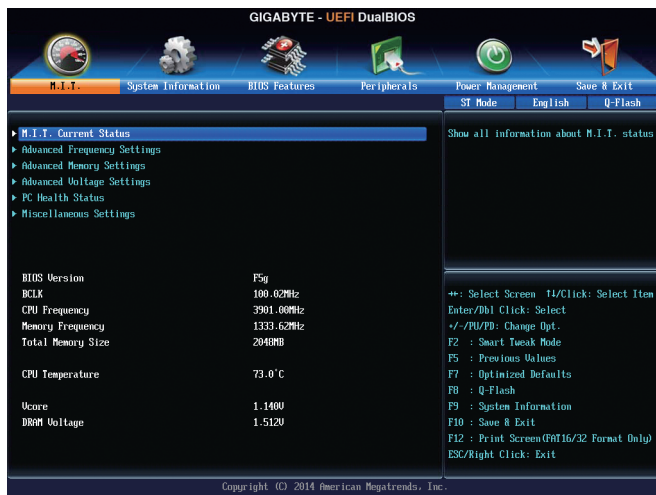 GIGABYTE - UEFI DualBIOS
M.I.T. System Information BIOS Features Peripherals Power Management Save & Exit
ST Mode English Q-Flash
M.I.T. Current Status
Advanced Frequency Settings
Advanced Memory Settings
Advanced Voltage Settings
PC Health Status
Miscellaneous Settings
Show all information about M.I.T. status
BIOS Version F5g
BCLK 100.02MHz
CPU Frequency 3901.00MHz
Memory Frequency 1333.62MHz
Total Memory Size 2048MB
CPU Temperature 73.0°C
Vcore 1.140V
DRAM Voltage 1.512V
→←: Select Screen ↑↓/Click: Select Item
Enter/Dbl Click: Select
+/-/PU/PD: Change Opt.
F2 : Smart Tweak Mode
F5 : Previous Values
F7 : Optimized Defaults
F8 : Q-Flash
F9 : System Information
F10 : Save & Exit
F12 : Print Screen(FAT16/32 Format Only)
ESC/Right Click: Exit
Copyright (C) 2014 American Megatrends, Inc.